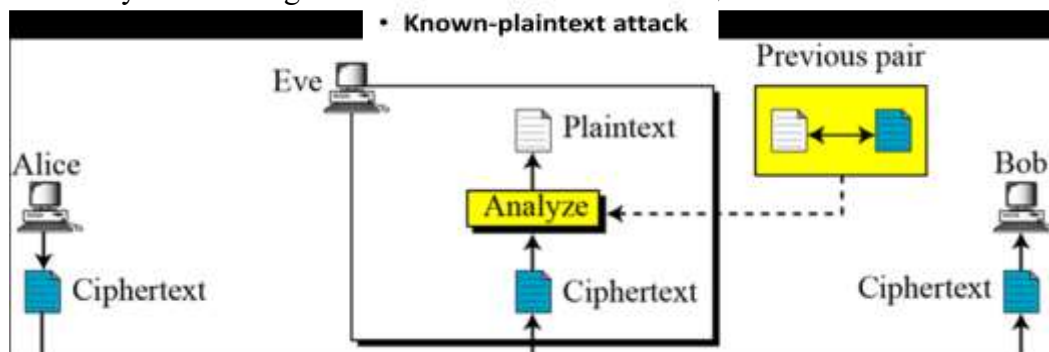 • Known-plaintext attack
Previous pair
Eve
Plaintext
Alice
Bob
Analyze
Ciphertext
Ciphertext
Ciphertext